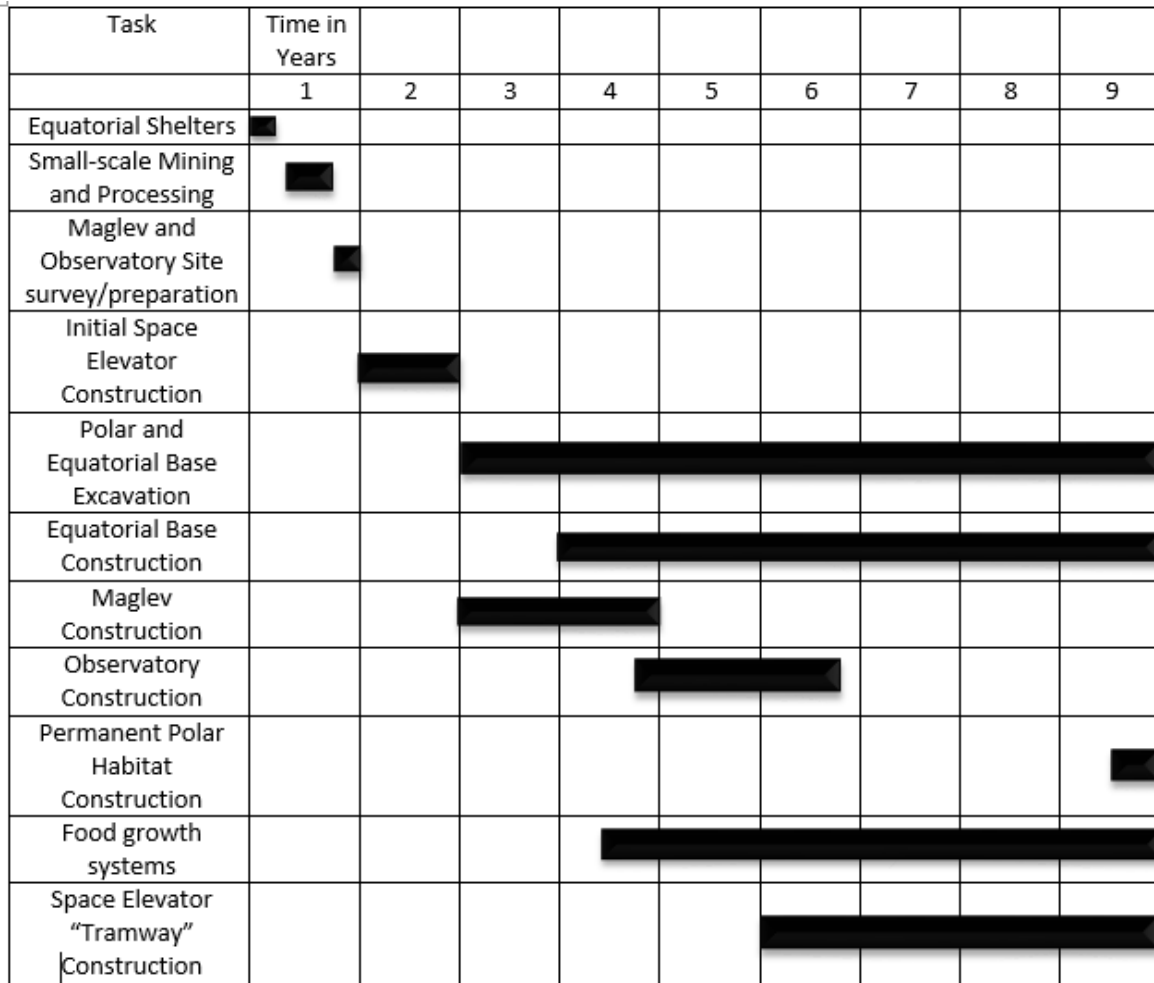 Task
Time in
Years
1
2
3
4
5
6
7
8
9
Equatorial Shelters
Small-scale Mining
and Processing
Maglev and
Observatory Site
survey/preparation
Initial Space
Elevator
Construction
Polar and
Equatorial Base
Excavation
Equatorial Base
Construction
Maglev
Construction
Observatory
Construction
Permanent Polar
Habitat
Construction
Food growth
systems
Space Elevator
“Tramway”
Construction